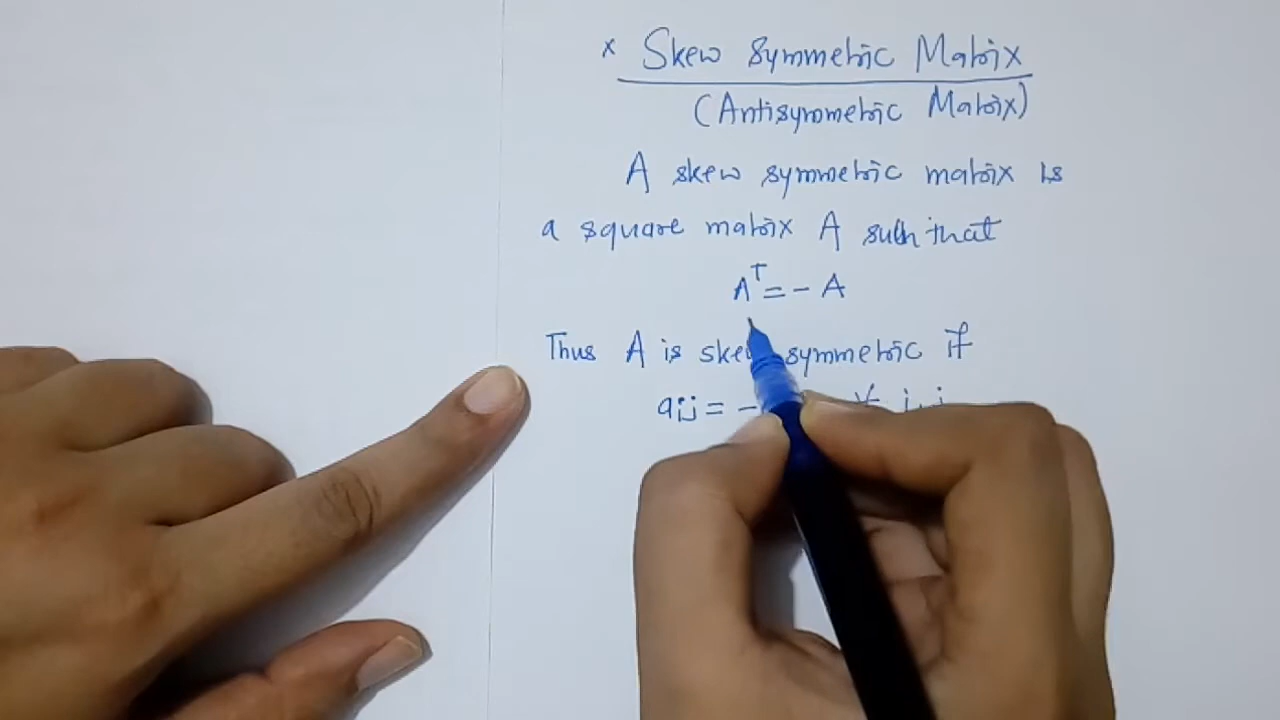 x Skew Symmetric Matrix
(Antisymmetric Matrix)
A skew symmetric matrix is
a square matrix A such that
Aᵀ = - A
Thus A is skew symmetric if
aij = - ∀ i, j